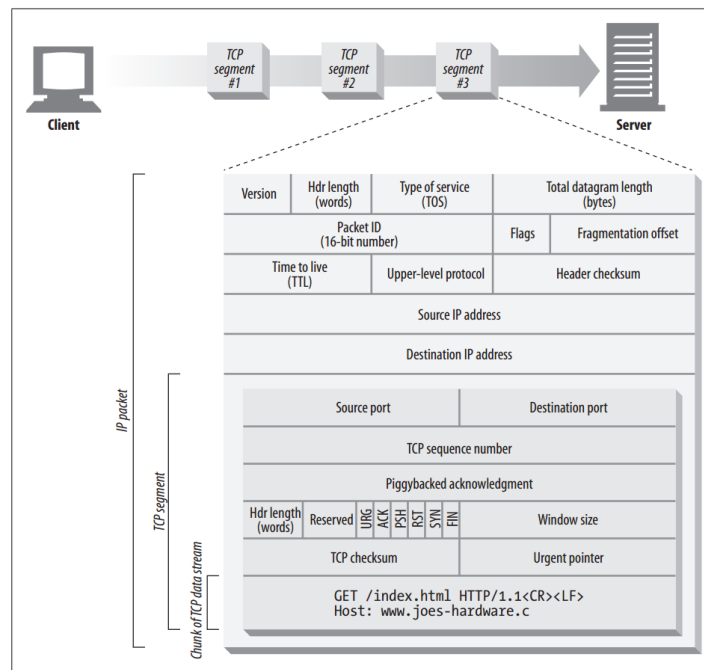 TCP
segment
#1
TCP
segment
#2
TCP
segment
#3
Client
Server
Version
Hdr length
(words)
Type of service
(TOS)
Total datagram length
(bytes)
Packet ID
(16-bit number)
Flags
Fragmentation offset
Time to live
(TTL)
Upper-level protocol
Header checksum
Source IP address
Destination IP address
Source port
Destination port
TCP sequence number
Piggybacked acknowledgment
Hdr length
(words)
Reserved
URG
ACK
PSH
RST
SYN
FIN
Window size
TCP checksum
Urgent pointer
GET /index.html HTTP/1.1<CR><LF>
Host: www.joes-hardware.c
IP packet
TCP segment
Chunk of TCP data stream